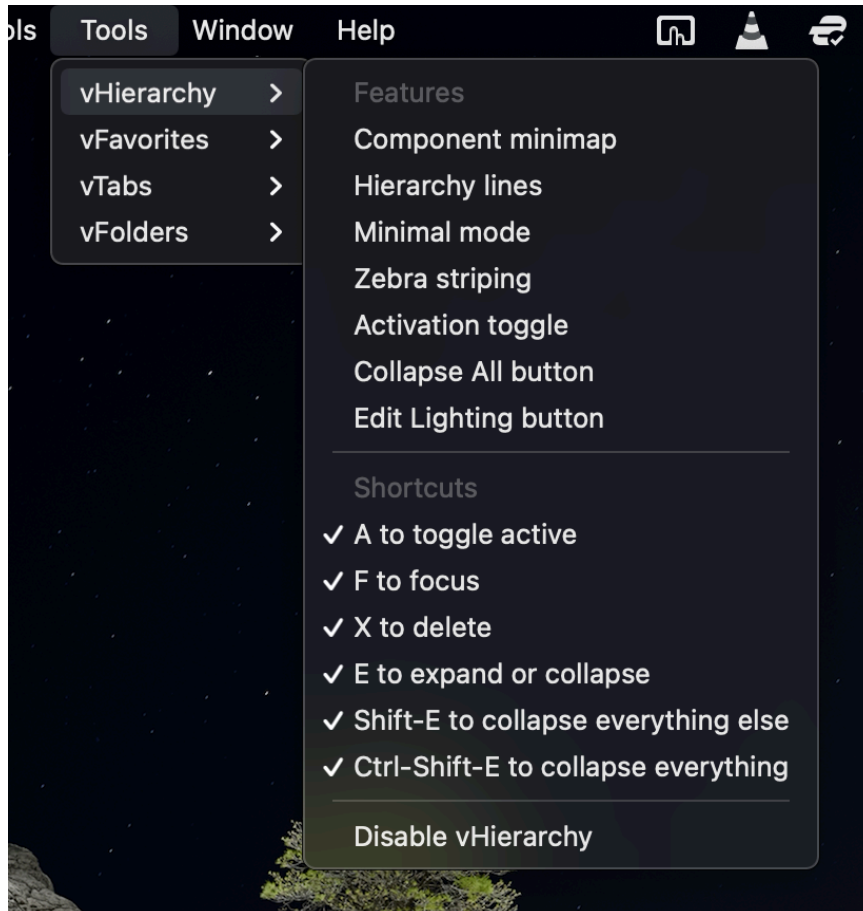 ols Tools Window Help
vHierarchy
vFavorites
vTabs
vFolders
Features
Component minimap
Hierarchy lines
Minimal mode
Zebra striping
Activation toggle
Collapse All button
Edit Lighting button
Shortcuts
A to toggle active
F to focus
X to delete
E to expand or collapse
Shift-E to collapse everything else
Ctrl-Shift-E to collapse everything
Disable vHierarchy